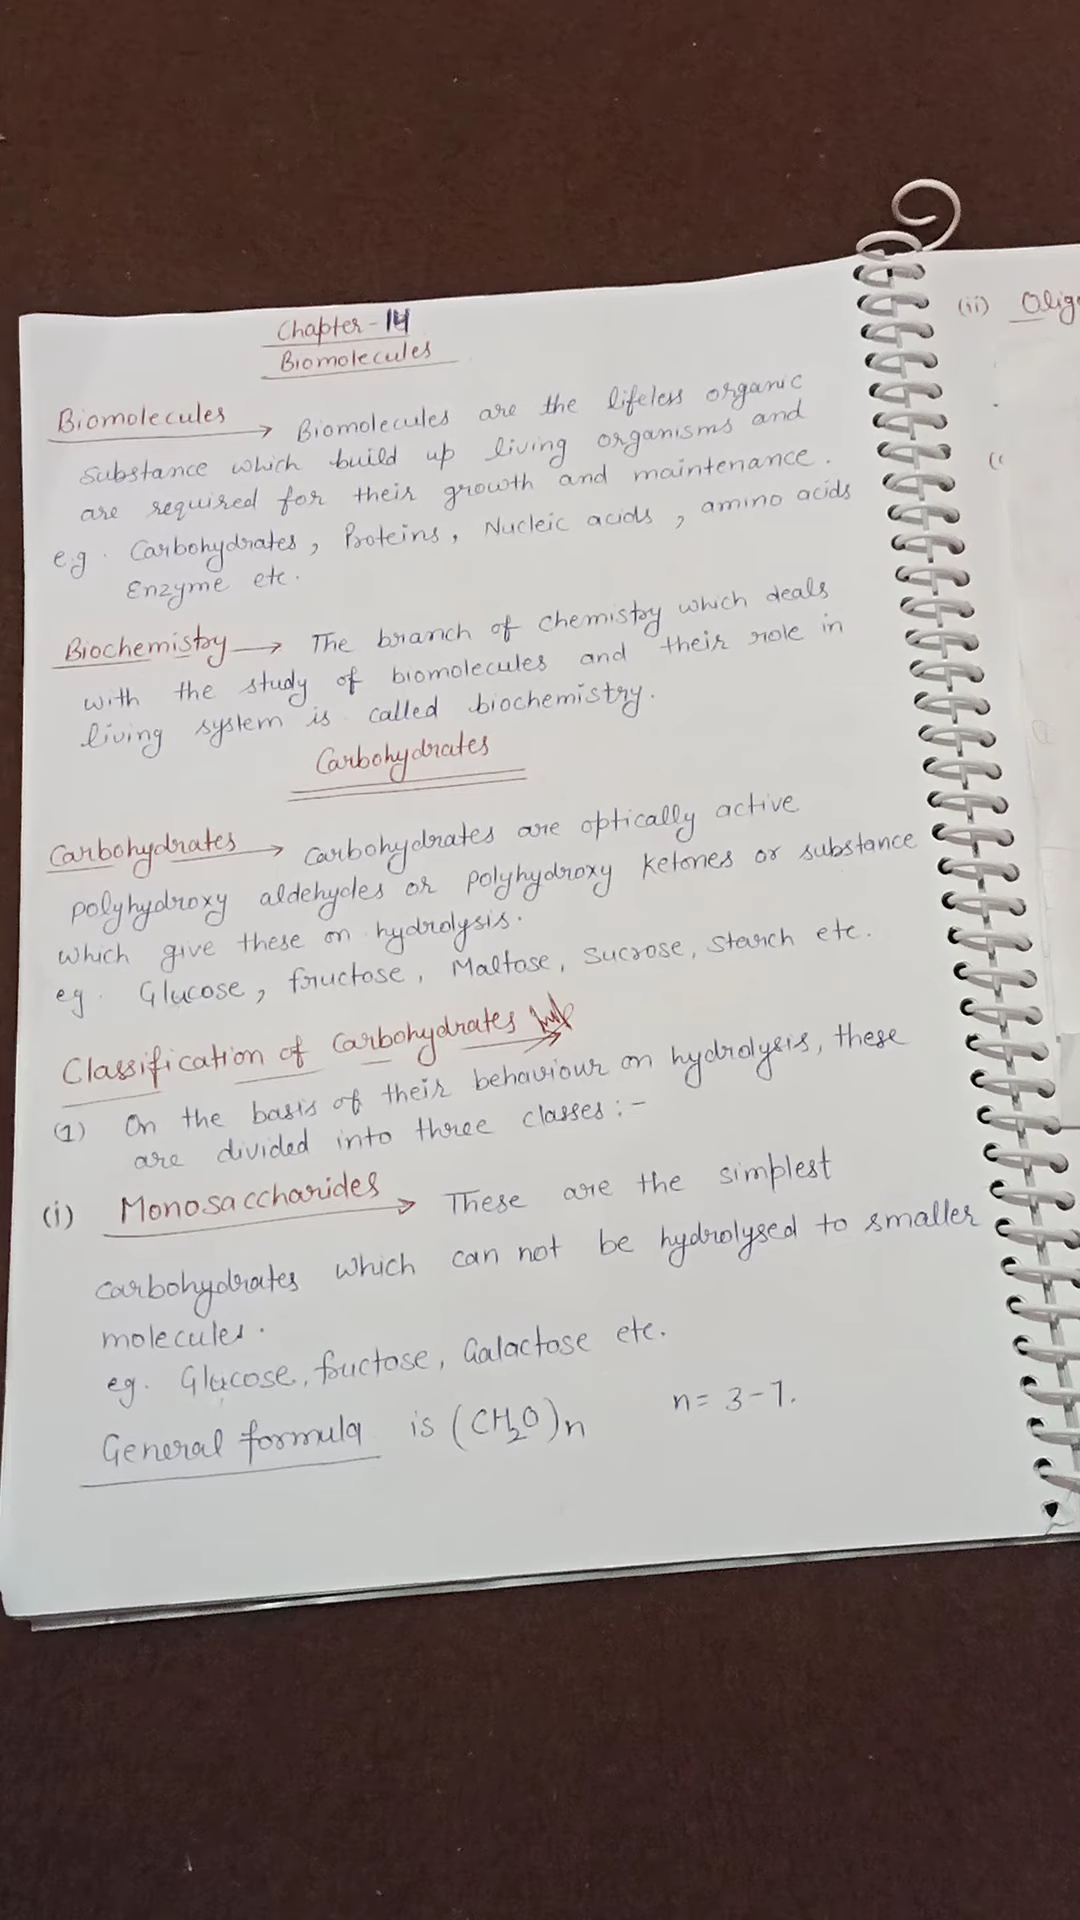 Chapter-14
Biomolecules
Biomolecules → Biomolecules are the lifeless organic
substance which build up living organisms and
are required for their growth and maintenance.
e.g. Carbohydrates, Proteins, Nucleic acids, amino acids
Enzyme etc.
Biochemistry → The branch of chemistry which deals
with the study of biomolecules and their role in
living system is called biochemistry.
Carbohydrates
Carbohydrates → Carbohydrates are optically active
polyhydroxy aldehydes or polyhydroxy ketones or substance
which give these on hydrolysis.
eg. Glucose, fructose, Maltose, Sucrose, Starch etc.
Classification of Carbohydrates Imp
(1) On the basis of their behaviour on hydrolysis, these
are divided into three classes:-
(i) Monosaccharides → These are the simplest
Carbohydrates which can not be hydrolysed to smaller
molecules.
eg. Glucose, fructose, Galactose etc.
General formula is (CH₂O)n n= 3-7.
(ii)